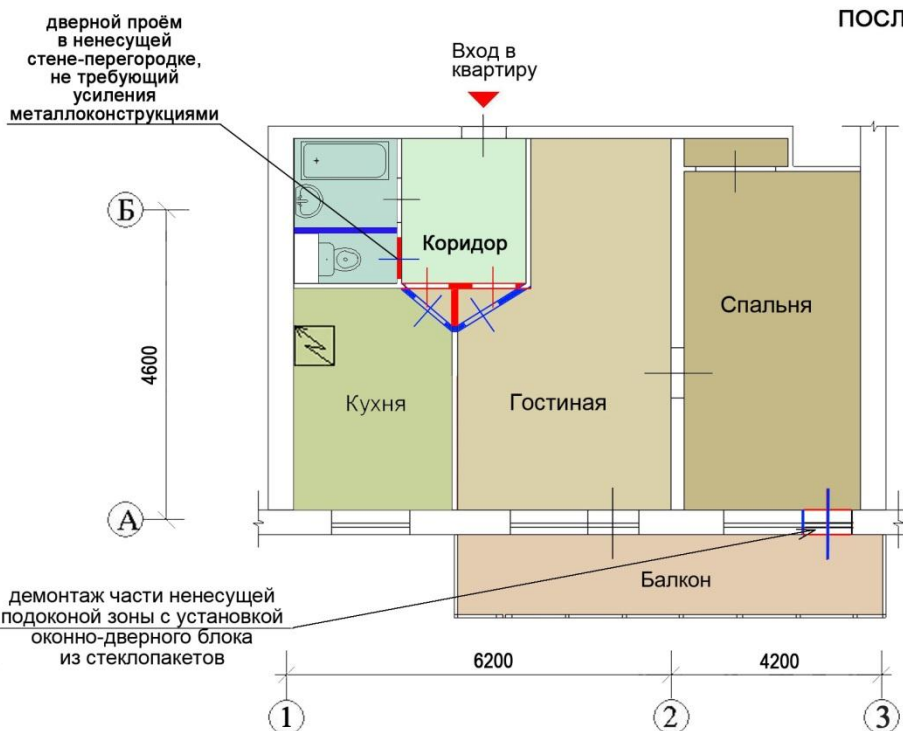 ПОСЛ
дверной проём
в ненесущей
стене-перегородке,
не требующий
усиления
металлоконструкциями
Вход в
квартиру
Б
Коридор
Спальня
4600
Кухня
Гостиная
А
Балкон
демонтаж части ненесущей
подоконой зоны с установкой
оконно-дверного блока
из стеклопакетов
6200
4200
1
2
3